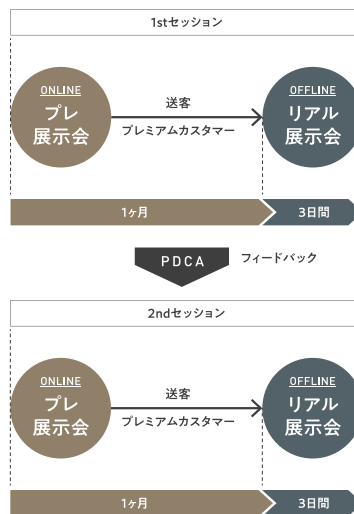 1stセッション
ONLINE
プレ
展示会
送客
プレミアムカスタマー
OFFLINE
リアル
展示会
1ヶ月
3日間
PDCA
フィードバック
2ndセッション
ONLINE
プレ
展示会
送客
プレミアムカスタマー
OFFLINE
リアル
展示会
1ヶ月
3日間